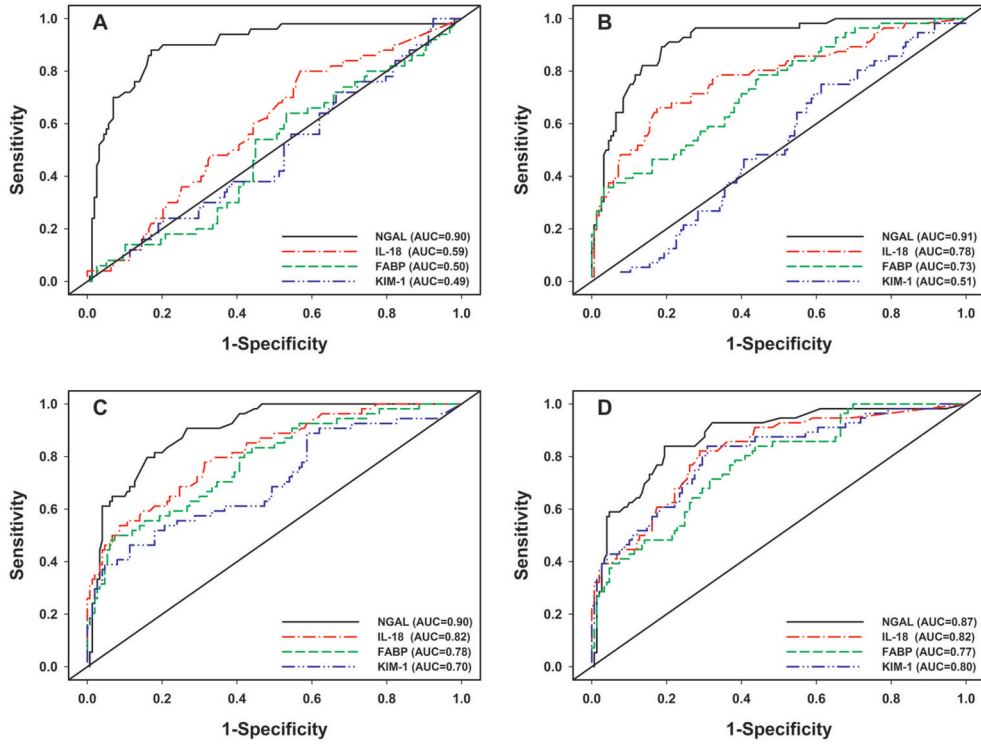 A
1.0
0.8
0.6
0.4
0.2
0.0
Sensitivity
NGAL (AUC=0.90)
IL-18 (AUC=0.59)
FABP (AUC=0.50)
KIM-1 (AUC=0.49)
0.0 0.2 0.4 0.6 0.8 1.0
1-Specificity
B
1.0
0.8
0.6
0.4
0.2
0.0
Sensitivity
NGAL (AUC=0.91)
IL-18 (AUC=0.78)
FABP (AUC=0.73)
KIM-1 (AUC=0.51)
0.0 0.2 0.4 0.6 0.8 1.0
1-Specificity
C
1.0
0.8
0.6
0.4
0.2
0.0
Sensitivity
NGAL (AUC=0.90)
IL-18 (AUC=0.82)
FABP (AUC=0.78)
KIM-1 (AUC=0.70)
0.0 0.2 0.4 0.6 0.8 1.0
1-Specificity
D
1.0
0.8
0.6
0.4
0.2
0.0
Sensitivity
NGAL (AUC=0.87)
IL-18 (AUC=0.82)
FABP (AUC=0.77)
KIM-1 (AUC=0.80)
0.0 0.2 0.4 0.6 0.8 1.0
1-Specificity